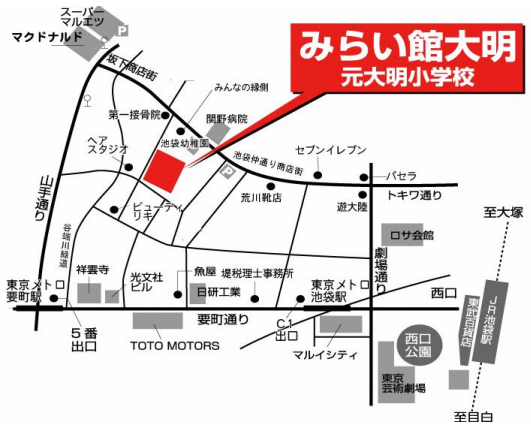 スーパー
マルエツ
P
マクドナルド
坂下商店街
みらい館大明
元大明小学校
みんなの縁側
第一接骨院
関野病院
池袋幼稚園
ヘア
スタジオ
池袋仲通り商店街
セブンイレブン
P
パセラ
トキワ通り
荒川靴店
遊大陸
山手通り
谷端川緑道
ビューティ
リキ
劇場通り
ロサ会館
至大塚
祥雲寺
光文社
ビル
魚屋
堤税理士事務所
日研工業
東京メトロ
要町駅
東京メトロ
池袋駅
西口
JR池袋駅
東武百貨店
5番
出口
要町通り
C1
出口
TOTO MOTORS
マルイシティ
西口
公園
東京
芸術劇場
至目白